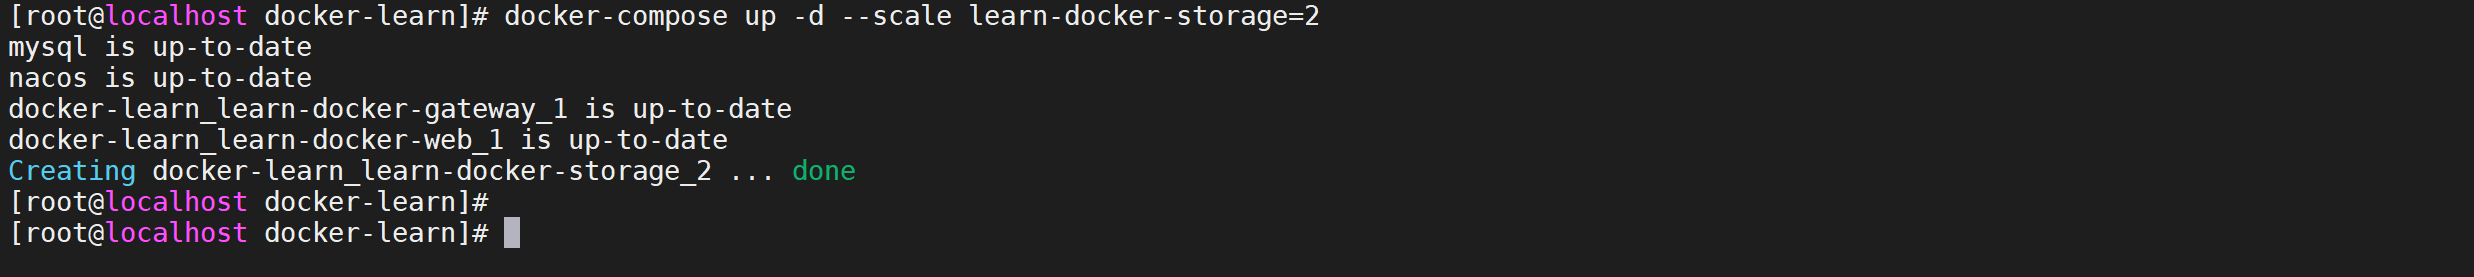 [root@localhost docker-learn]# docker-compose up -d --scale learn-docker-storage=2
mysql is up-to-date
nacos is up-to-date
docker-learn_learn-docker-gateway_1 is up-to-date
docker-learn_learn-docker-web_1 is up-to-date
Creating docker-learn_learn-docker-storage_2 ... done
[root@localhost docker-learn]#
[root@localhost docker-learn]#